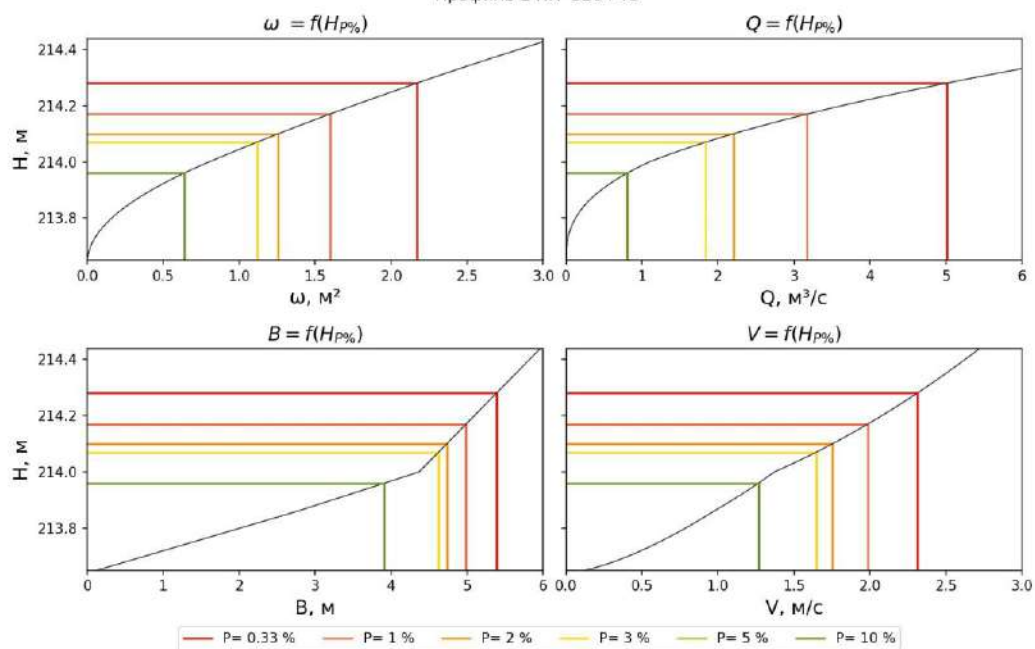 ω = f(H_P%)
Q = f(H_P%)
H, м
214.4
214.2
214.0
213.8
0.0 0.5 1.0 1.5 2.0 2.5 3.0
ω, м²
0 1 2 3 4 5 6
Q, м³/с
B = f(H_P%)
V = f(H_P%)
H, м
214.4
214.2
214.0
213.8
0 1 2 3 4 5 6
B, м
0.0 0.5 1.0 1.5 2.0 2.5 3.0
V, м/с
P= 0.33 % P= 1 % P= 2 % P= 3 % P= 5 % P= 10 %